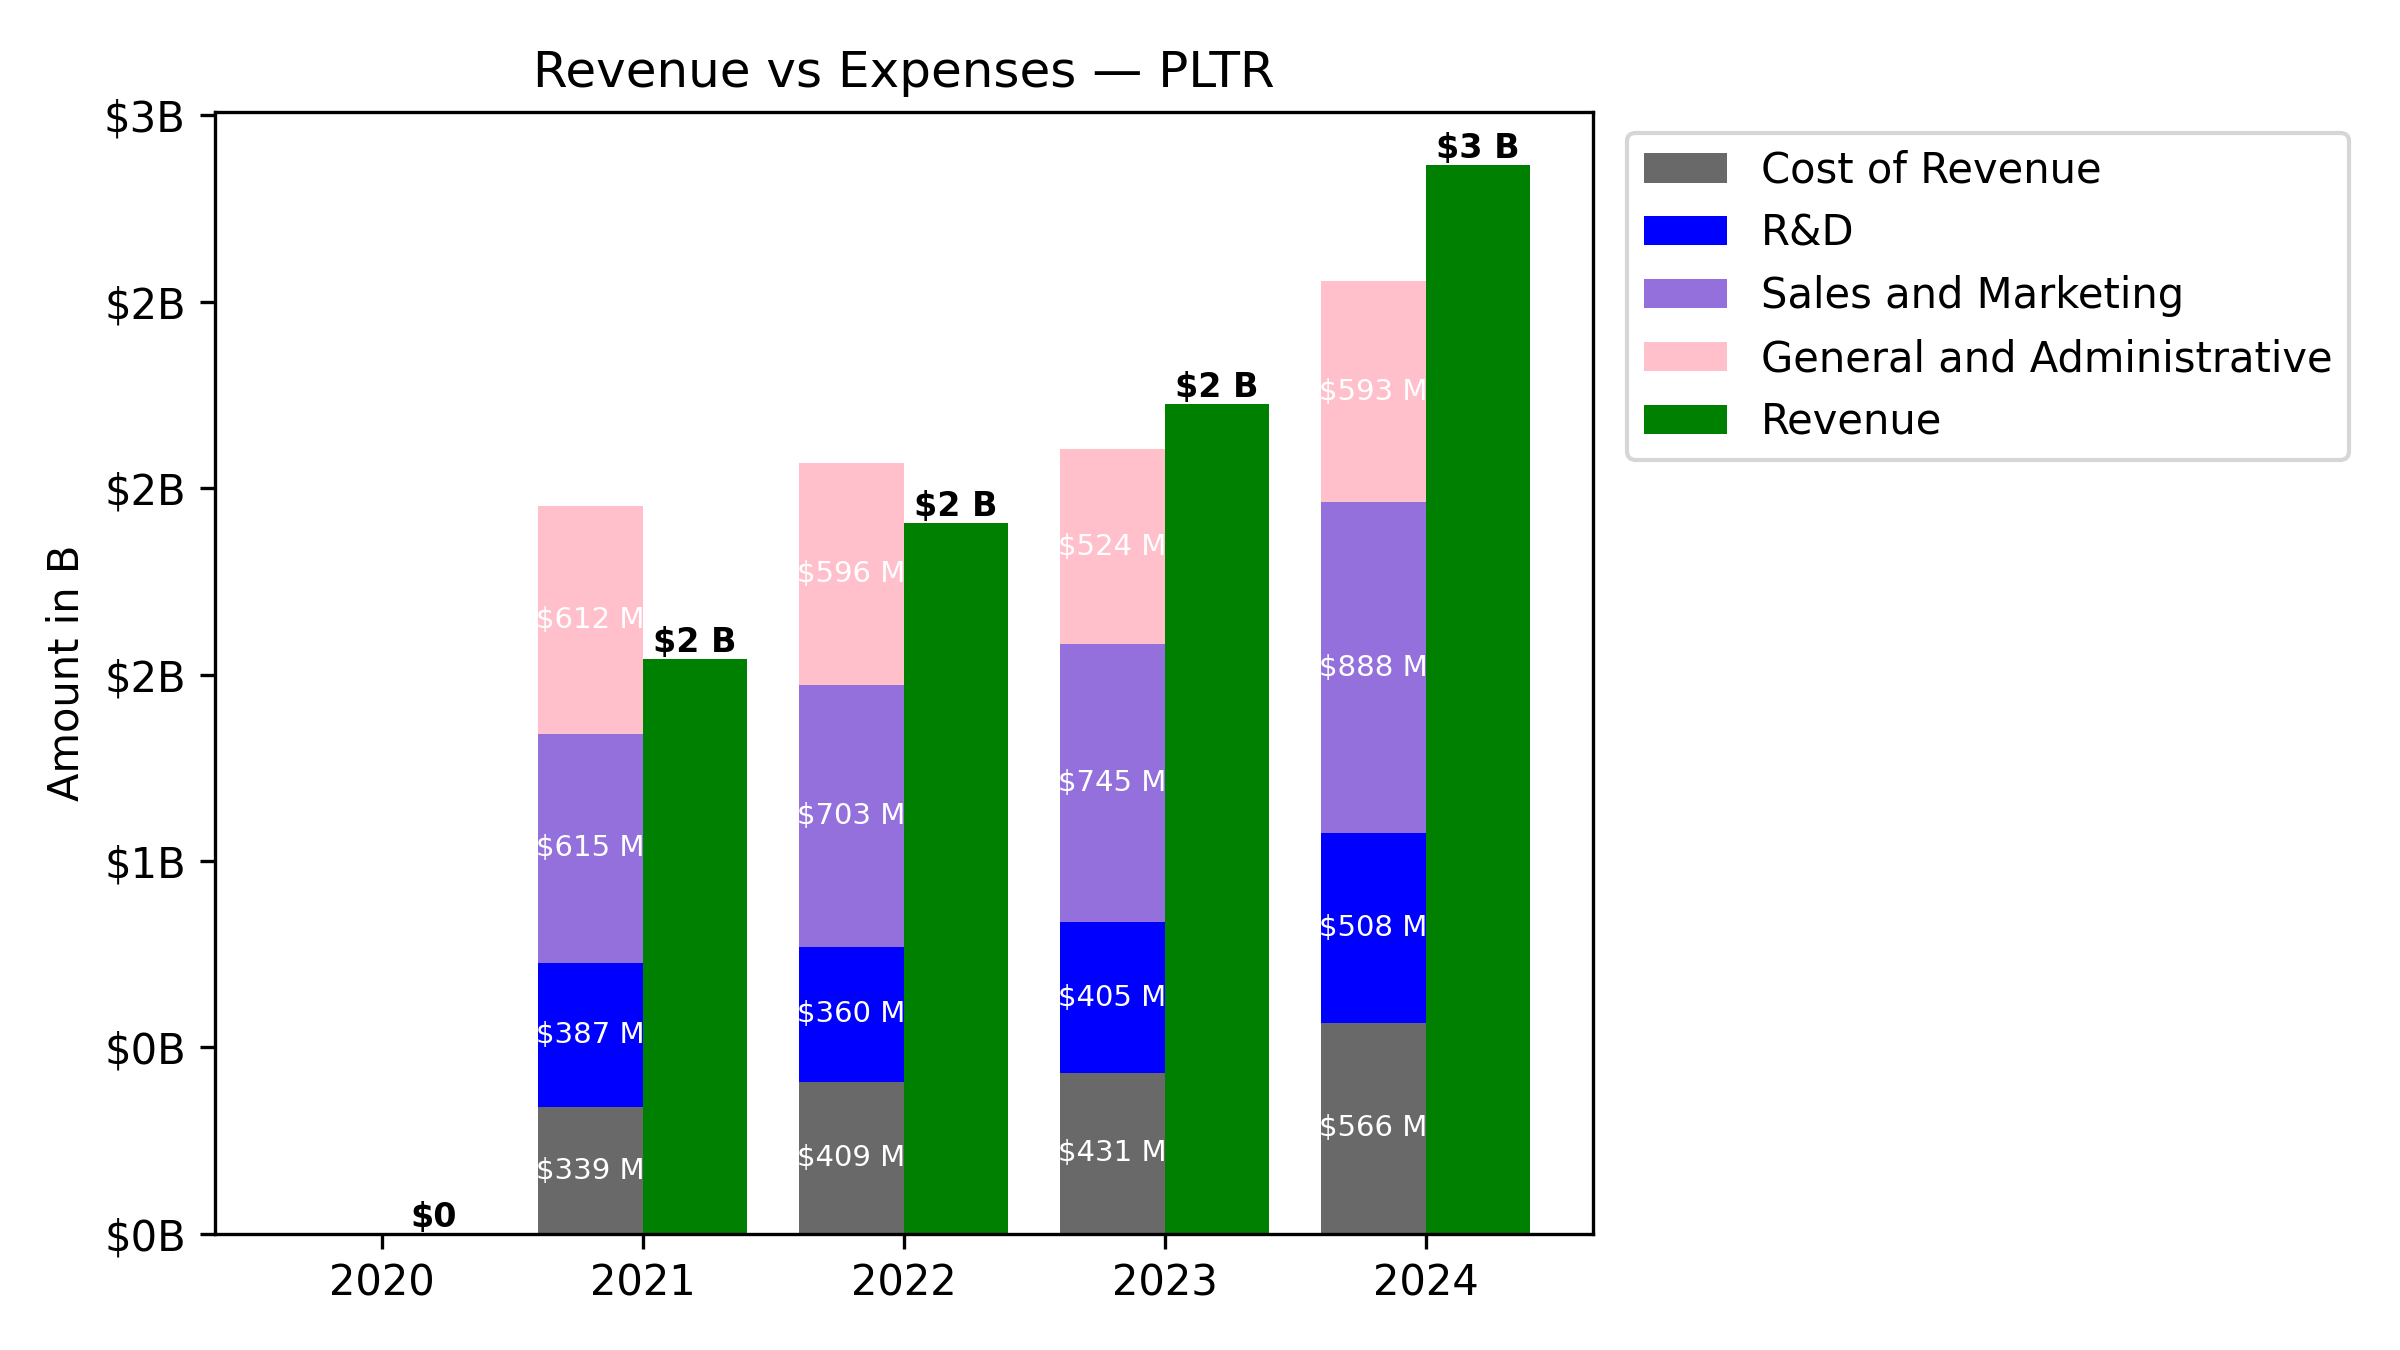 Revenue vs Expenses — PLTR
$3B
$2B
$2B
$2B
$1B
$0B
$0B
Amount in B
2020
2021
2022
2023
2024
$0
$339 M
$387 M
$615 M
$612 M
$2 B
$409 M
$360 M
$703 M
$596 M
$2 B
$431 M
$405 M
$745 M
$524 M
$2 B
$566 M
$508 M
$888 M
$593 M
$3 B
Cost of Revenue
R&D
Sales and Marketing
General and Administrative
Revenue